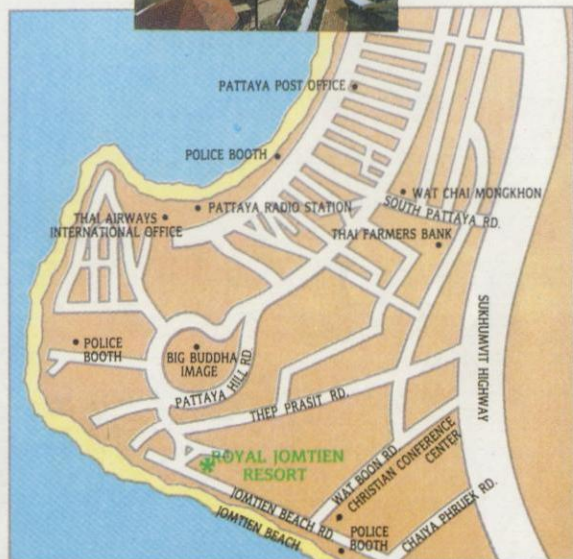 PATTAYA POST OFFICE
POLICE BOOTH
WAT CHAI MONGKHON
PATTAYA RADIO STATION
SOUTH PATTAYA RD.
THAI AIRWAYS
INTERNATIONAL OFFICE
THAI FARMERS BANK
SUKHUMVIT HIGHWAY
POLICE
BOOTH
BIG BUDDHA
IMAGE
PATTAYA HILL RD.
THEP PRASIT RD.
ROYAL JOMTIEN
RESORT
WAT BOON RD
CHRISTIAN CONFERENCE
CENTER
JOMTIEN BEACH RD.
JOMTIEN BEACH
POLICE
BOOTH
CHAIYA PHRUEK RD.